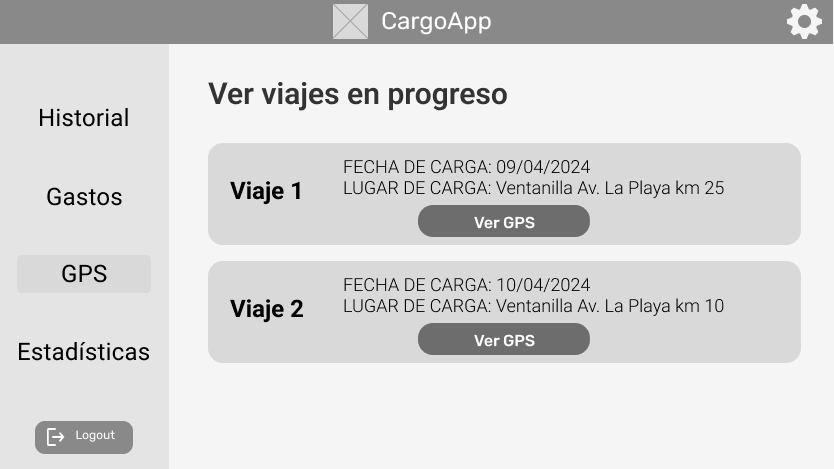 CargoApp
Historial
Gastos
GPS
Estadísticas
Logout
Ver viajes en progreso
Viaje 1
FECHA DE CARGA: 09/04/2024
LUGAR DE CARGA: Ventanilla Av. La Playa km 25
Ver GPS
Viaje 2
FECHA DE CARGA: 10/04/2024
LUGAR DE CARGA: Ventanilla Av. La Playa km 10
Ver GPS